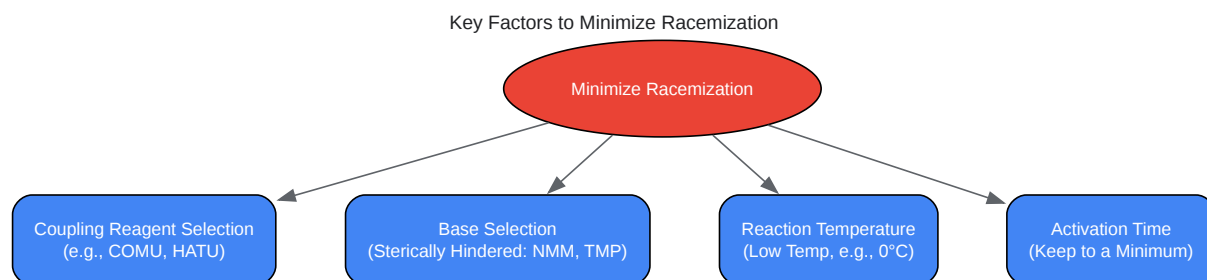 Key Factors to Minimize Racemization
Minimize Racemization
Coupling Reagent Selection
(e.g., COMU, HATU)
Base Selection
(Sterically Hindered: NMM, TMP)
Reaction Temperature
(Low Temp, e.g., 0°C)
Activation Time
(Keep to a Minimum)